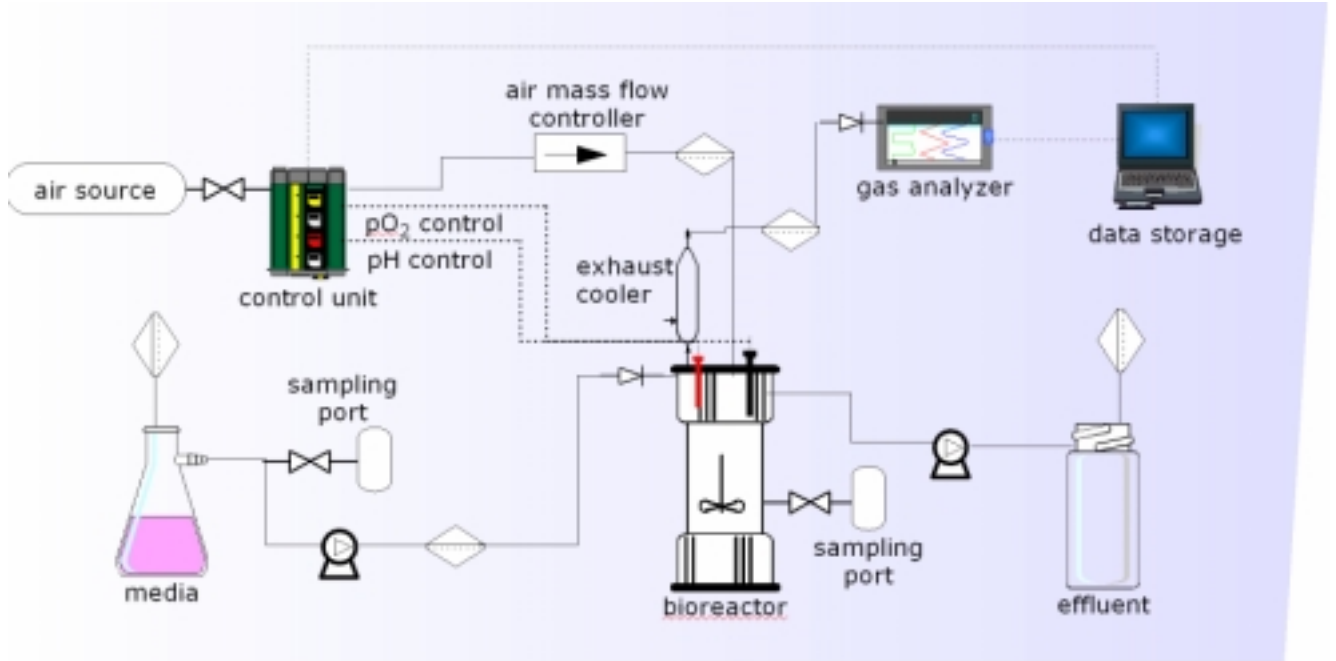 air mass flow
controller
air source
gas analyzer
pO₂ control
data storage
pH control
exhaust
cooler
control unit
sampling
port
sampling
port
media
bioreactor
effluent